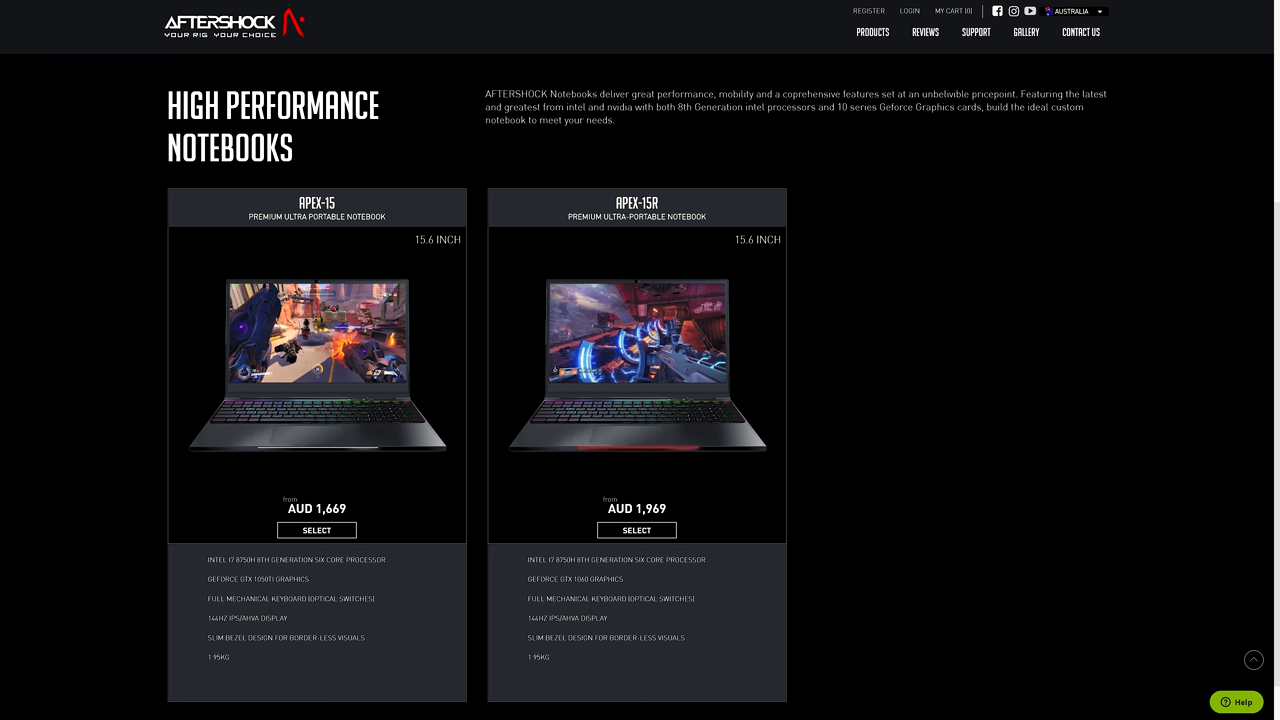 AFTERSHOCK
YOUR RIG YOUR CHOICE
REGISTER LOGIN MY CART (0) AUSTRALIA
PRODUCTS REVIEWS SUPPORT GALLERY CONTACT US
HIGH PERFORMANCE
NOTEBOOKS
AFTERSHOCK Notebooks deliver great performance, mobility and a coprehensive features set at an unbelivible pricepoint. Featuring the latest
and greatest from intel and nvidia with both 8th Generation intel processors and 10 series Geforce Graphics cards, build the ideal custom
notebook to meet your needs.
APEX-15
PREMIUM ULTRA PORTABLE NOTEBOOK
15.6 INCH
from
AUD 1,669
SELECT
INTEL I7 8750H 8TH GENERATION SIX CORE PROCESSOR
GEFORCE GTX 1050TI GRAPHICS
FULL MECHANICAL KEYBOARD (OPTICAL SWITCHES)
144HZ IPS/AHVA DISPLAY
SLIM BEZEL DESIGN FOR BORDER-LESS VISUALS
1.95KG
APEX-15R
PREMIUM ULTRA-PORTABLE NOTEBOOK
15.6 INCH
from
AUD 1,969
SELECT
INTEL I7 8750H 8TH GENERATION SIX CORE PROCESSOR
GEFORCE GTX 1060 GRAPHICS
FULL MECHANICAL KEYBOARD (OPTICAL SWITCHES)
144HZ IPS/AHVA DISPLAY
SLIM BEZEL DESIGN FOR BORDER-LESS VISUALS
1.95KG
Help